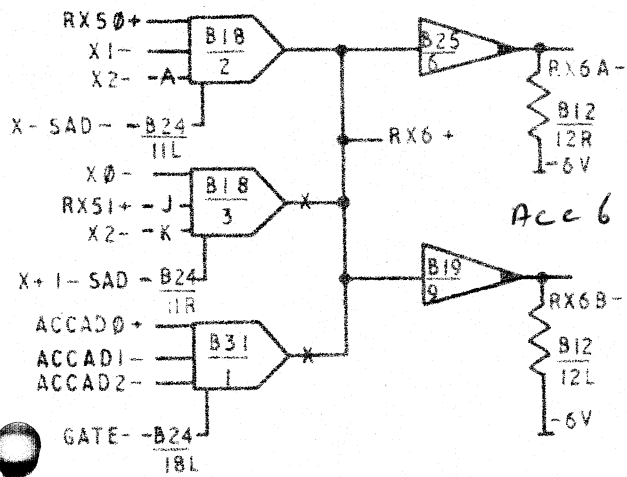 RX5Ø+
X1-
X2- -A-
B18
2
X- SAD- -B24
11L
B25
6
RX6A-
B12
12R
-6V
RX6 +
XØ-
RX51+ -J-
X2- -K-
B18
3
X
X+1- SAD -B24
11R
Acc 6
B19
9
RX6B-
B12
12L
-6V
ACCADØ+
ACCAD1-
ACCAD2-
B31
1
X
GATE- -B24
18L